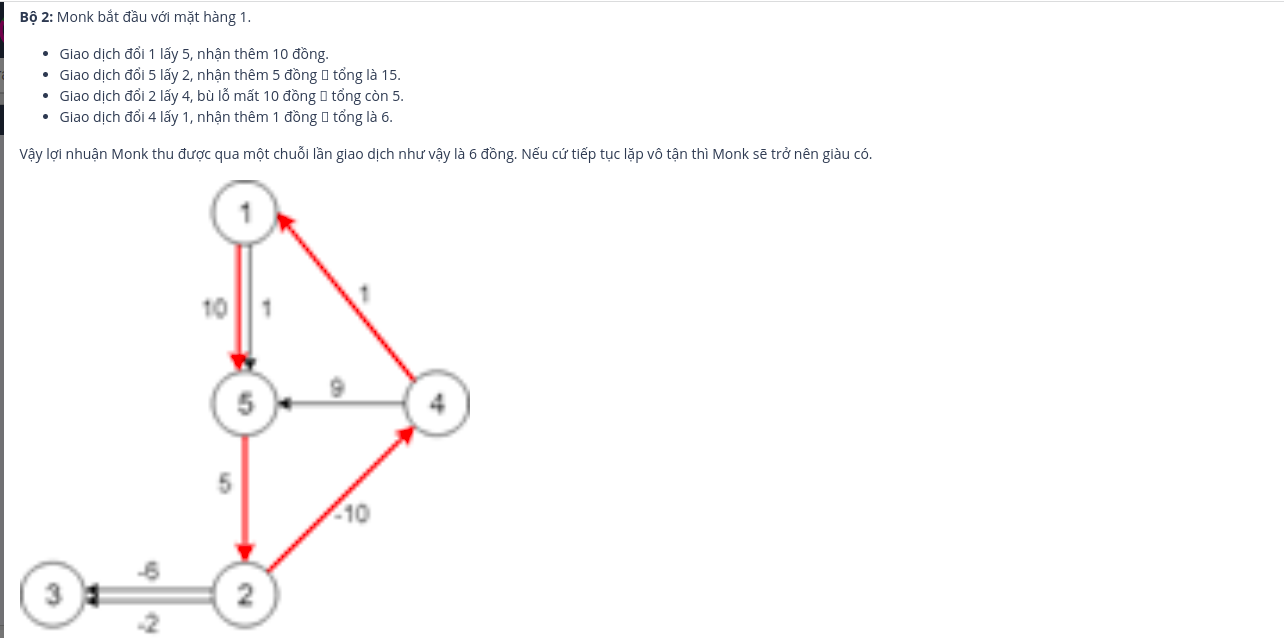 Bộ 2: Monk bắt đầu với mặt hàng 1.
• Giao dịch đổi 1 lấy 5, nhận thêm 10 đồng.
• Giao dịch đổi 5 lấy 2, nhận thêm 5 đồng ▯ tổng là 15.
• Giao dịch đổi 2 lấy 4, bù lỗ mất 10 đồng ▯ tổng còn 5.
• Giao dịch đổi 4 lấy 1, nhận thêm 1 đồng ▯ tổng là 6.
Vậy lợi nhuận Monk thu được qua một chuỗi lần giao dịch như vậy là 6 đồng. Nếu cứ tiếp tục lặp vô tận thì Monk sẽ trở nên giàu có.
1
1
10 1
9
5 4
5
-10
-6
3 2
-2